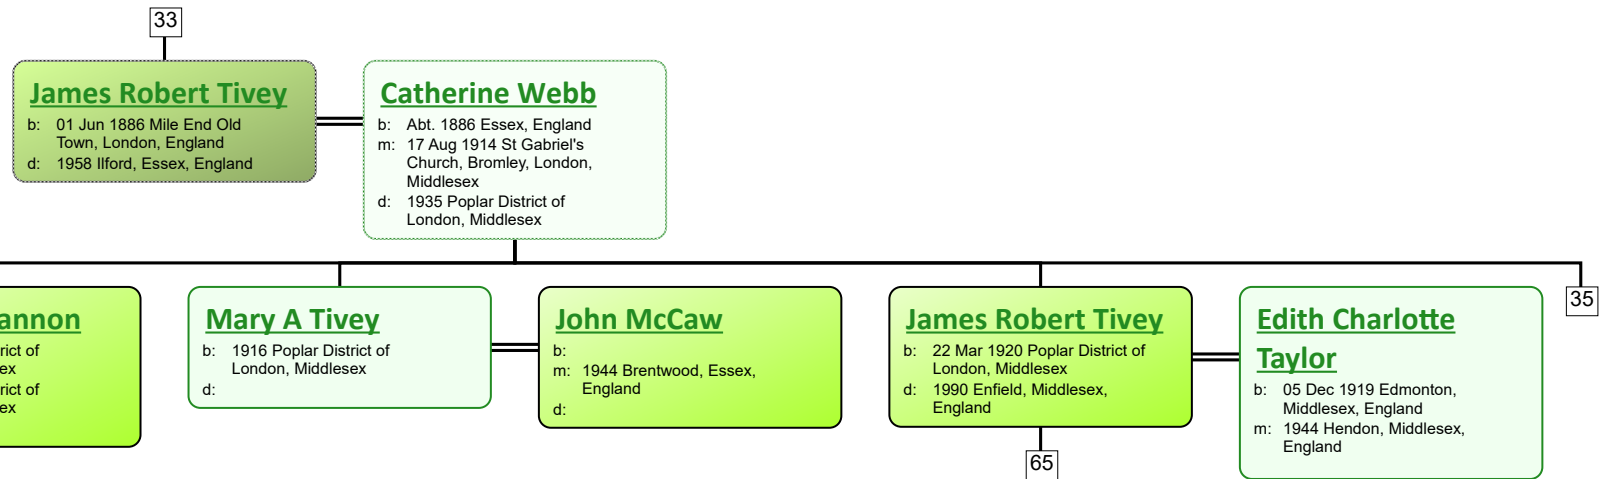 33
James Robert Tivey
b: 01 Jun 1886 Mile End Old
Town, London, England
d: 1958 Ilford, Essex, England
Catherine Webb
b: Abt. 1886 Essex, England
m: 17 Aug 1914 St Gabriel's
Church, Bromley, London,
Middlesex
d: 1935 Poplar District of
London, Middlesex
annon
rict of
ex
rict of
ex
Mary A Tivey
b: 1916 Poplar District of
London, Middlesex
d:
John McCaw
b:
m: 1944 Brentwood, Essex,
England
d:
James Robert Tivey
b: 22 Mar 1920 Poplar District of
London, Middlesex
d: 1990 Enfield, Middlesex,
England
65
Edith Charlotte
Taylor
b: 05 Dec 1919 Edmonton,
Middlesex, England
m: 1944 Hendon, Middlesex,
England
35